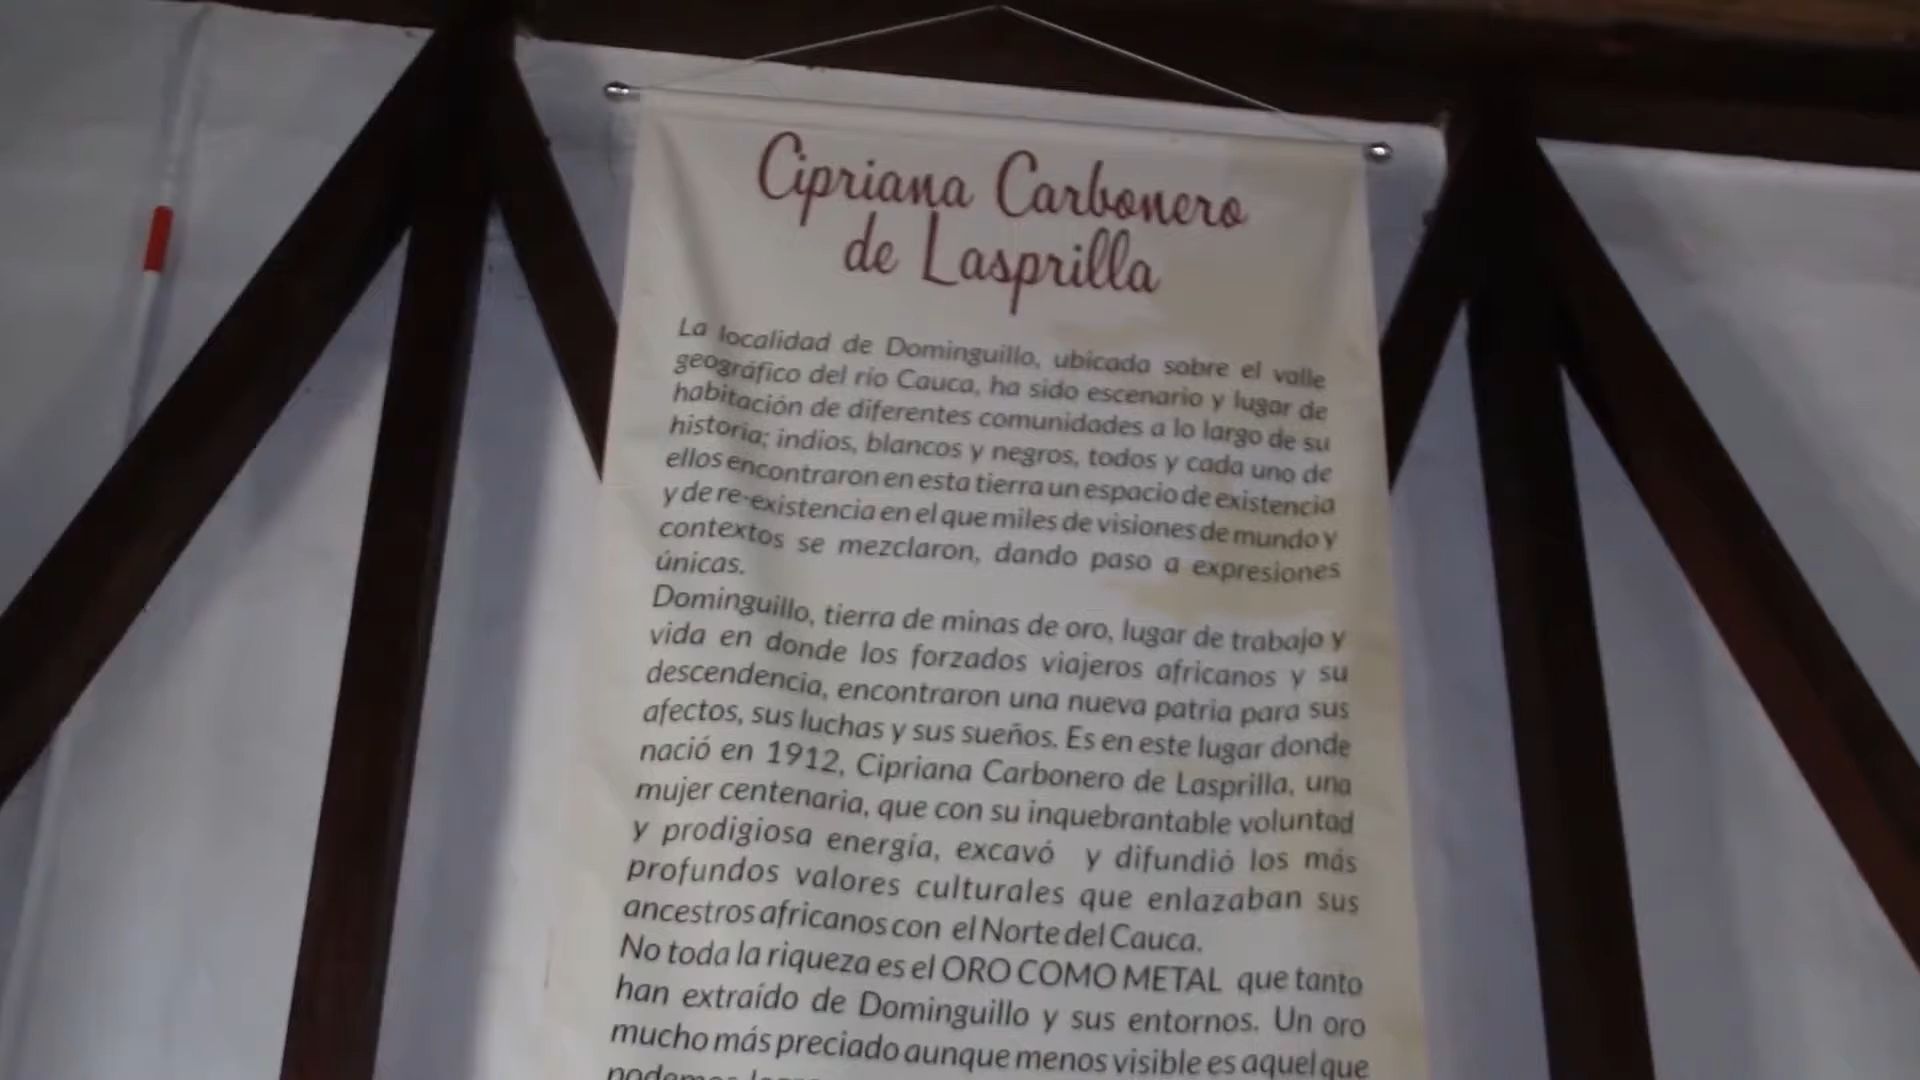 Cipriana Carbonero
de Lasprilla
La localidad de Dominguillo, ubicada sobre el valle
geográfico del río Cauca, ha sido escenario y lugar de
habitación de diferentes comunidades a lo largo de su
historia; indios, blancos y negros, todos y cada uno de
ellos encontraron en esta tierra un espacio de existencia
y de re-existencia en el que miles de visiones de mundo y
contextos se mezclaron, dando paso a expresiones
únicas.
Dominguillo, tierra de minas de oro, lugar de trabajo y
vida en donde los forzados viajeros africanos y su
descendencia, encontraron una nueva patria para sus
afectos, sus luchas y sus sueños. Es en este lugar donde
nació en 1912, Cipriana Carbonero de Lasprilla, una
mujer centenaria, que con su inquebrantable voluntad
y prodigiosa energía, excavó y difundió los más
profundos valores culturales que enlazaban sus
ancestros africanos con el Norte del Cauca.
No toda la riqueza es el ORO COMO METAL que tanto
han extraído de Dominguillo y sus entornos. Un oro
mucho más preciado aunque menos visible es aquel que